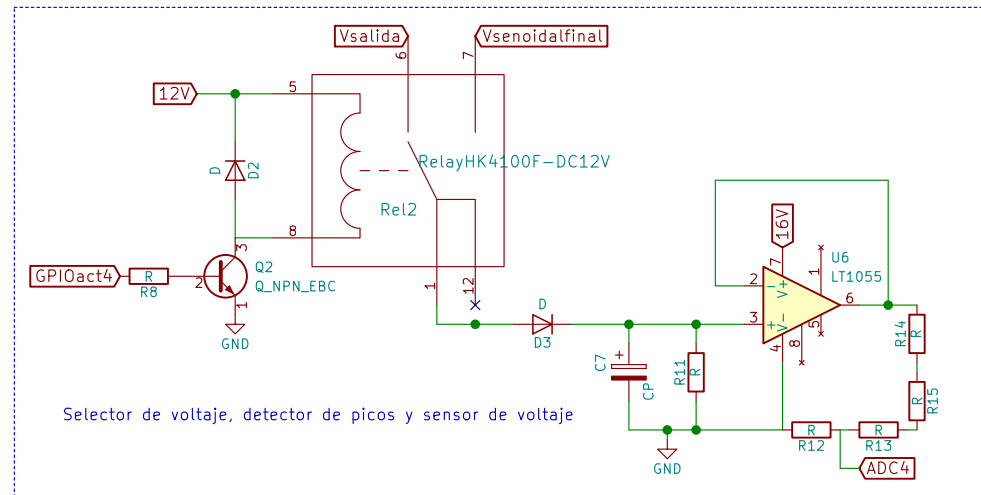 Vsalida
Vsenoidalfinal
6
7
12V
5
RelayHK4100F-DC12V
D
D2
Rel2
8
3
GPIOact4
R
R8
2
Q2
Q_NPN_EBC
1
GND
1
12
D
D3
16V
7
1
U6
LT1055
2
-
V+
6
3
+
V-
5
4
8
C7
+
CP
R11
R
R14
R
R
R15
GND
R
R12
R
R13
ADC4
Selector de voltaje, detector de picos y sensor de voltaje